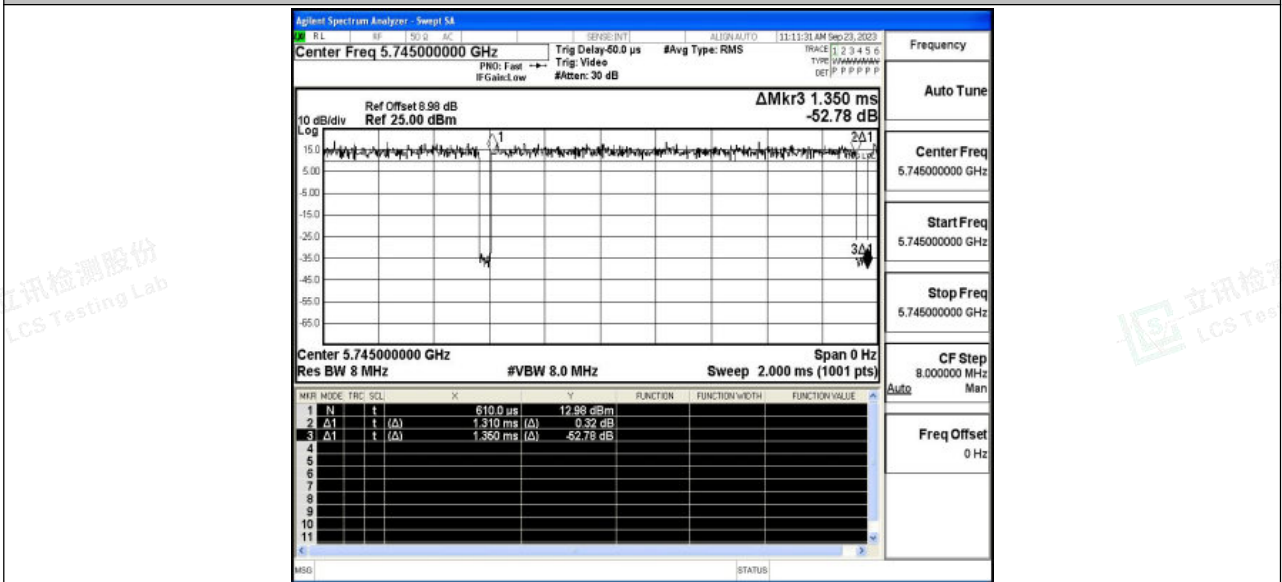 Agilent Spectrum Analyzer - Swept SA
RL RF 50 Ω AC SENSE:INT ALIGN AUTO 11:11:31 AM Sep 23, 2023
Center Freq 5.745000000 GHz
PNO: Fast
IFGain:Low
Trig Delay-50.0 µs
Trig: Video
#Atten: 30 dB
#Avg Type: RMS
TRACE 1 2 3 4 5 6
TYPE
DET P P P P P P
ΔMkr3 1.350 ms
-52.78 dB
Ref Offset 8.98 dB
10 dB/div Ref 25.00 dBm
Log
1
2Δ1
15.0
5.00
-5.00
-15.0
-25.0
3Δ1
-35.0
-45.0
-55.0
-65.0
Center 5.745000000 GHz Span 0 Hz
Res BW 8 MHz #VBW 8.0 MHz Sweep 2.000 ms (1001 pts)
MKR MODE TRC SCL X Y FUNCTION FUNCTION WIDTH FUNCTION VALUE
1 N t 610.0 µs 12.98 dBm
2 Δ1 t (Δ) 1.310 ms (Δ) 0.32 dB
3 Δ1 t (Δ) 1.350 ms (Δ) -52.78 dB
4
5
6
7
8
9
10
11
MSG STATUS
Frequency
Auto Tune
Center Freq
5.745000000 GHz
Start Freq
5.745000000 GHz
Stop Freq
5.745000000 GHz
CF Step
8.000000 MHz
Auto Man
Freq Offset
0 Hz
立讯检测股份
LCS Testing Lab
立讯检测
LCS Tes